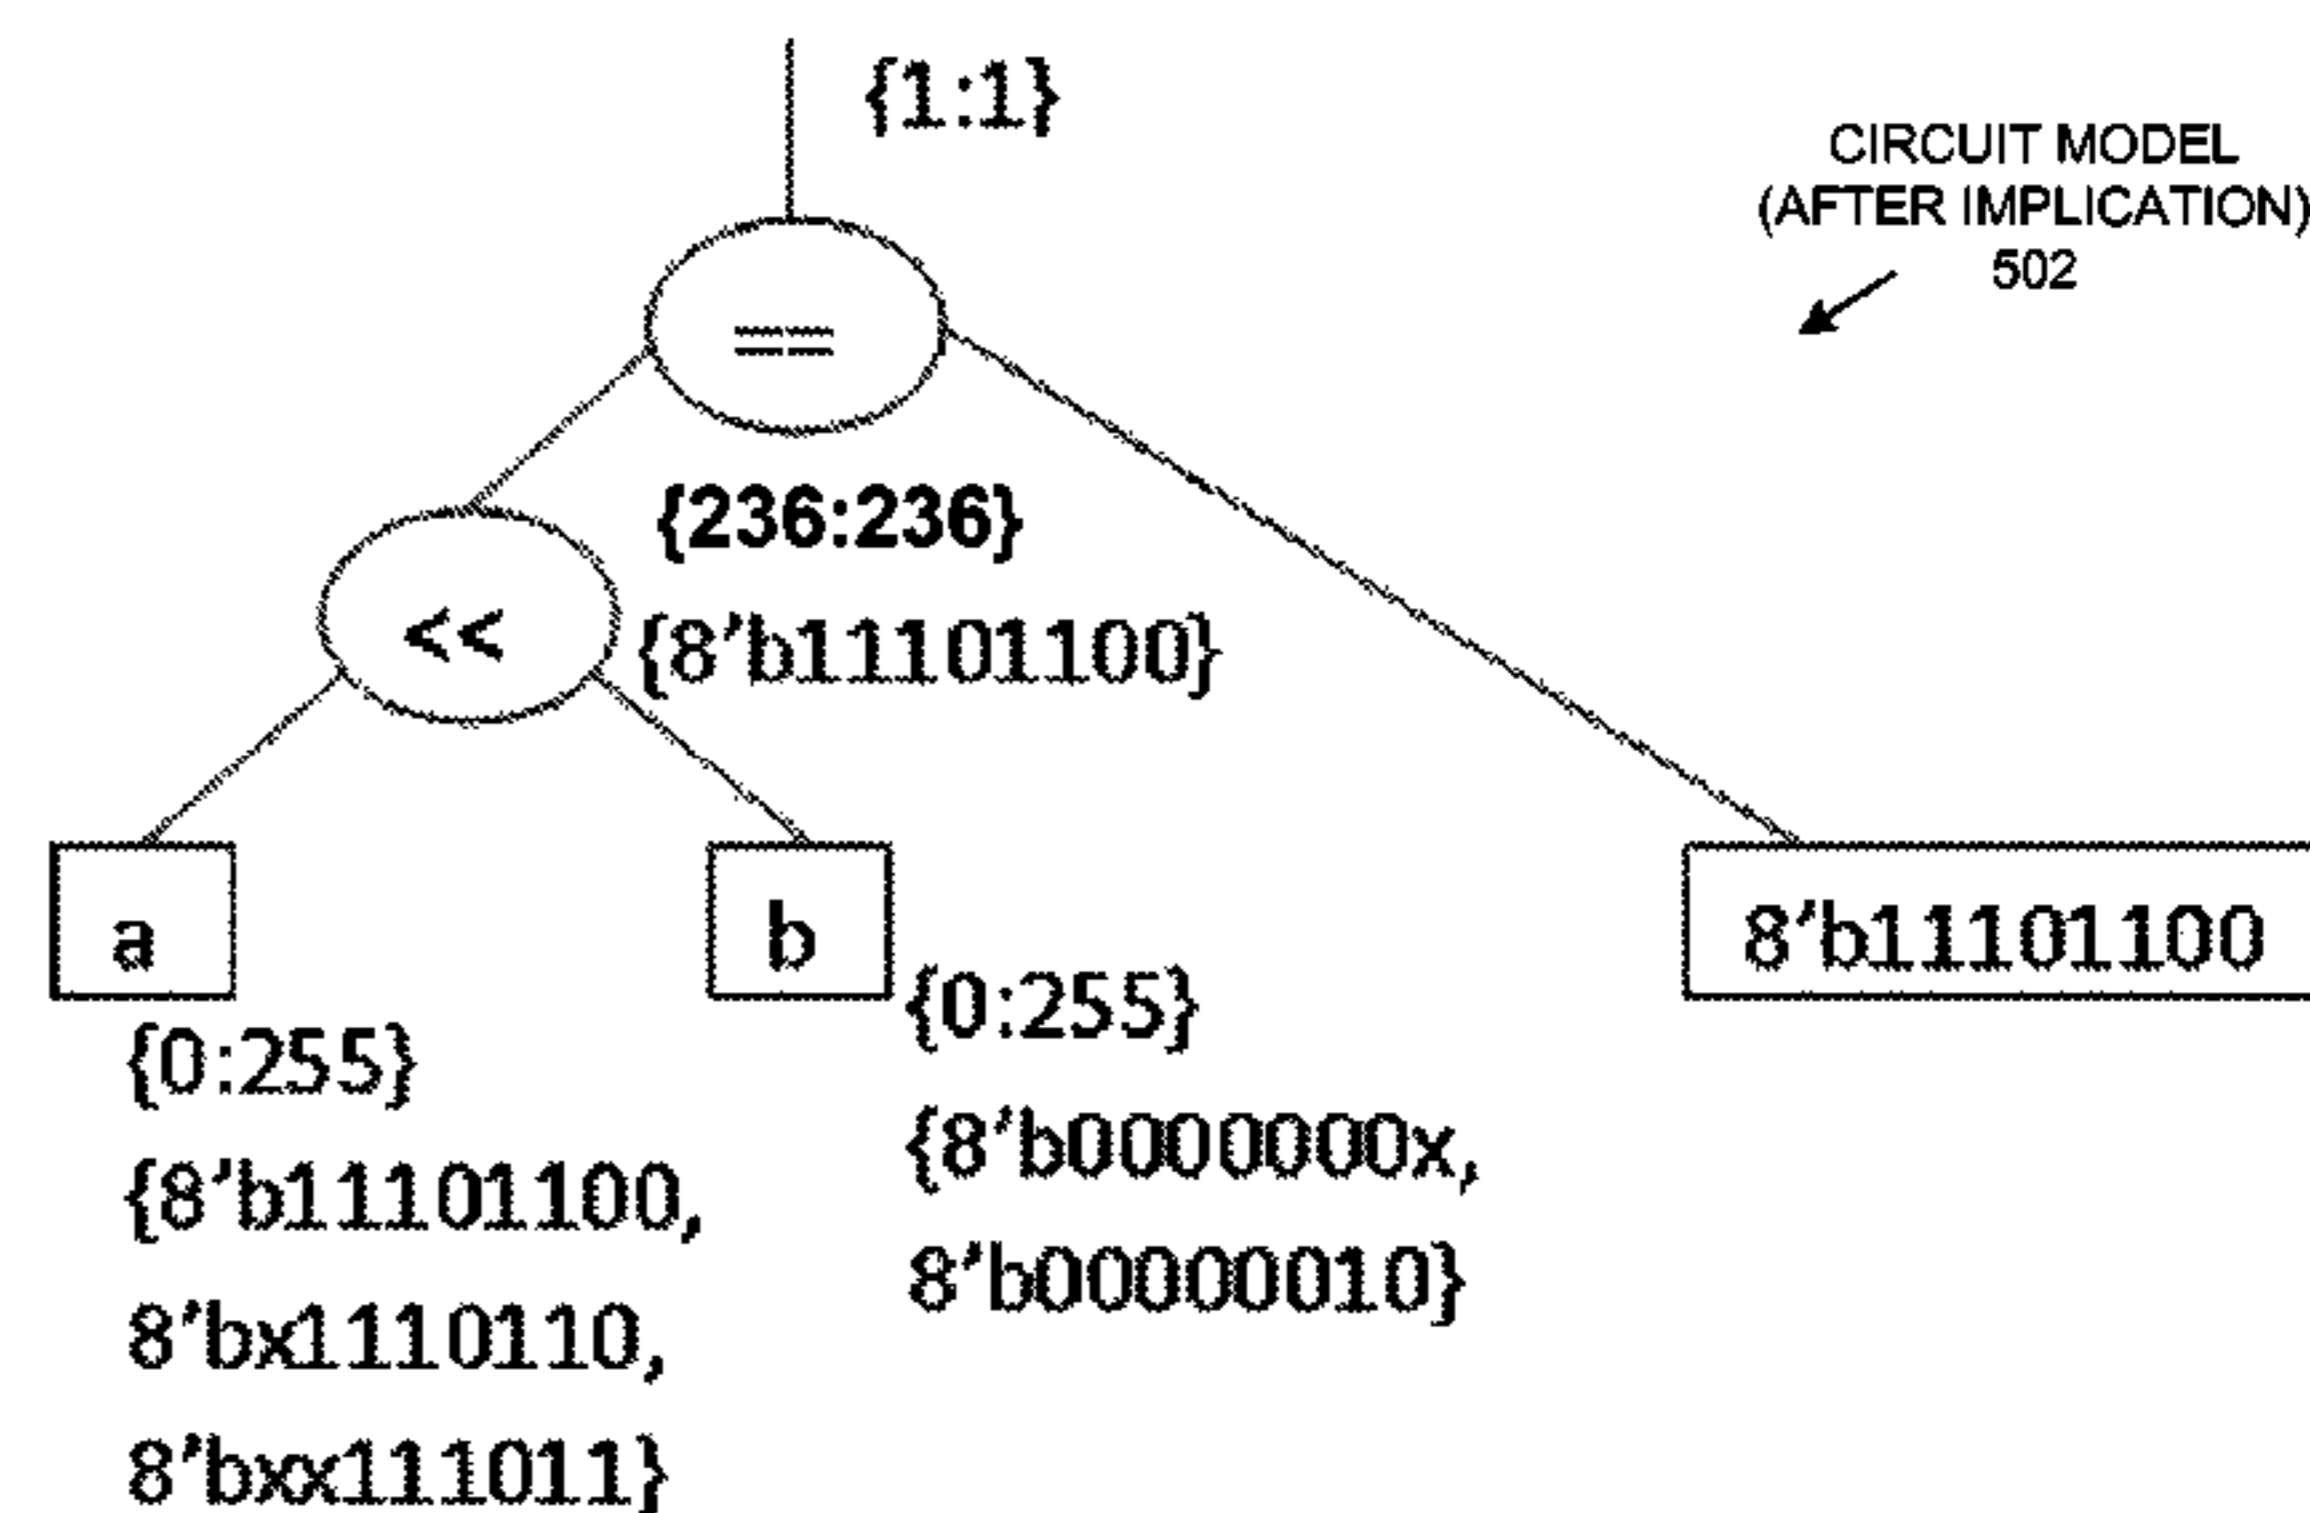 {1:1}
CIRCUIT MODEL
(AFTER IMPLICATION)
502
==
{236:236}
<<
{8'b11101100}
a
b
8'b11101100
{0:255}
{0:255}
{8'b11101100,
8'bx1110110,
8'bxx111011}
{8'b0000000x,
8'b00000010}